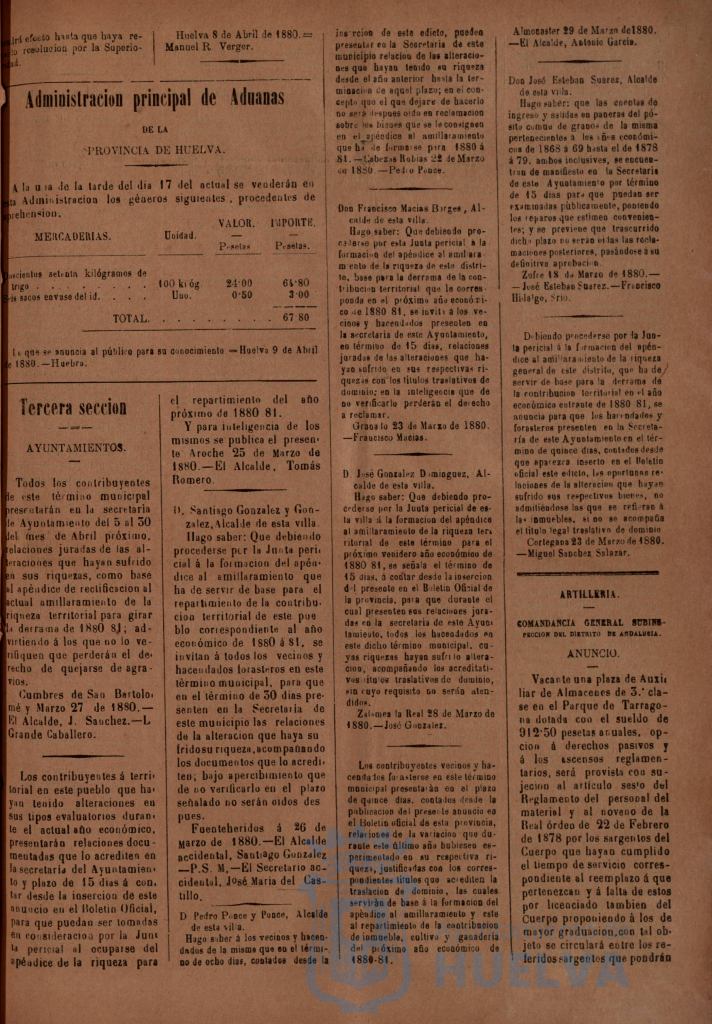 drá efecto hasta que haya re-
resolucion por la Superio-
dad.
Huelva 8 de Abril de 1880.=
Manuel R. Verger.
Administracion principal de Aduanas
DE LA
PROVINCIA DE HUELVA.
A la una de la tarde del dia 17 del actual se venderán en
Administracion los géneros siguientes, procedentes de
prehension.
VALOR. IMPORTE.
MERCADERIAS. Unidad.
Pesetas Pesetas.
Doscientos setenta kilógramos de
trigo . . . . . . . . 100 kióg 24·00 64·80
sacos envase del id. . . . Uno. 0·50 3·00
TOTAL. . . . . . . . 67 80
Lo que se anuncia al público para su conocimiento =Huelva 9 de Abril
de 1880.—Huebra.
Tercera seccion
AYUNTAMIENTOS.
Todos los contribuyentes
de este término municipal
presentarán en la secretaria
de Ayuntamiento del 5 al 30
del mes de Abril próximo,
relaciones juradas de las al-
teraciones que hayan sufrido
en sus riquezas, como base
al apéndice de rectificacion al
actual amillaramiento de la
riqueza territorial para girar
la derrama de 1880 81; ad-
virtiendo á los que no lo ve-
rifiquen que perderán el de-
recho de quejarse de agra-
vios.
Cumbres de San Bartolo
mé y Marzo 27 de 1880.—
El Alcalde, J. Sanchez.—L
Grande Caballero.
Los contribuyentes á terri
torial en este pueblo que ha-
yan tenido alteraciones en
sus tipos evaluatorios duran-
te el actual año económico,
presentarán relaciones docu-
mentadas que lo acrediten en
la secretaria del Ayuntamien-
to y plazo de 15 dias á con-
tar desde la insercion de este
anuncio en el Boletin Oficial,
para que puedan ser tomadas
en consideracion por la Jun
ta pericial al ocuparse del
apéndice de la riqueza para
el repartimiento del año
próximo de 1880 81.
Y para inteligencia de los
mismos se publica el presen-
te Aroche 25 de Marzo de
1880.—El Alcalde, Tomás
Romero.
D. Santiago Gonzalez y Gon-
zalez, Alcalde de esta villa.
Hago saber: Que debiendo
procederse por la Junta peri
cial á la formacion del apén-
dice al amillaramiento que
ha de servir de base para el
repartimiento de la contribu-
cion territorial de este pue
blo correspondiente al año
económico de 1880 á 81, se
invitan á todos los vecinos y
hacendados forasteros en este
término municipal, para que
en el término de 30 dias pre-
senten en la Secretaria de
este municipio las relaciones
de la alteracion que haya su
frido su riqueza, acompañando
los documentos que lo acredi-
ten; bajo apercibimiento que
de no verificarlo en el plazo
señalado no serán oidos des
pues.
Fuenteheridos á 26 de
Marzo de 1880.—El Alcalde
accidental, Santiago Gonzalez
—P. S. M.—El Secretario ac-
cidental, José Maria del Cas-
tillo.
D Pedro Ponce y Ponce, Alcalde
de esta villa.
Hago saber á los vecinos y hacen-
dados de la misma que en el térmi-
no de ocho dias, contados desde la
insercion de este edicto, pueden
presentar en la Secretaria de este
municipio relacion de las alteracio-
nes que hayan tenido su riqueza
desde el año anterior hasta la ter-
minacion de aquel plazo; en el con-
cepto que el que dejare de hacerlo
no será despues oido en reclamacion
sobre los bienes que se le consignen
en el apéndice al amillaramiento
que ha de formarse para 1880 á
81.—Cabezas Rubias 22 de Marzo
de 1880.—Pedro Ponce.
Don Francisco Macias Borges, Al-
calde de esta villa.
Hago saber: Que debiendo pro-
cederse por esta Junta pericial á la
formacion del apéndice al amillara-
miento de la riqueza de este distri-
to, base para la derrama de la con-
tribucion territorial que le corres-
ponda en el próximo año económi-
co de 1880 81, se invita á los ve-
cinos y hacendados presenten en
la secretaria de este Ayuntamiento,
en término de 15 dias, relaciones
juradas de las alteraciones que ha-
yan sufrido en sus respectivas ri-
quezas con los titulos traslativos de
dominio; en la inteligencia que de
no verificarlo perderán el derecho
a reclamar.
Granado 23 de Marzo de 1880.
—Francisco Macias.
D. José Gonzalez Dominguez, Al-
calde de esta villa.
Hago saber: Que debiendo pro-
cederse por la Junta pericial de es-
ta villa á la formacion del apéndice
al amillaramiento de la riqueza ter-
ritorial de este término para el
próximo venidero año económico de
1880 81, se señala el término de
15 dias, á contar desde la insercion
del presente en el Boletin Oficial de
la provincia, para que durante el
cual presenten sus relaciones jura-
das en la secretaria de este Ayun-
tamiento, todos los hacendados en
este dicho término municipal, cu-
yas riquezas hayan sufrido altera-
cion, acompañando los acreditati-
vos titulos traslativos de dominio,
sin cuyo requisito no serán aten-
didos.
Zalamea la Real 28 de Marzo de
1880.—José Gonzalez.
Los contribuyentes vecinos y ha-
cendados forasteros en este término
municipal presentarán en el plazo
de quince dias, contados desde la
publicacion del presente anuncio en
el Boletin oficial de esta provincia,
relaciones de la variacion que du-
rante este último año hubiesen es-
perimentado en su respectiva ri-
queza, justificadas con los corres-
pondientes titulos que acrediten la
traslacion de dominio, las cuales
servirán de base á la formacion del
apéndice al amillaramiento y este
al repartimiento de la contribucion
de inmueble, cultivo y ganaderia
del próximo año económico de
1880-81.
Almonaster 29 de Marzo de 1880.
—El Alcalde, Antonio Garcia.
Don José Esteban Suarez, Alcalde
de esta villa.
Hago saber: que las cuentas de
ingreso y salidas en paneras del pó-
sito comun de granos de la misma
pertenecientes á los años económi-
cos de 1868 á 69 hasta el de 1878
á 79, ambos inclusives, se encuen-
tran de manifiesto en la Secretaria
de este Ayuntamiento por término
de 15 dias para que puedan ser
examinadas públicamente, poniendo
los reparos que estimen convenien-
tes; y se previene que trascurrido
dicho plazo no serán oidas las recla-
maciones posteriores, pasándose á su
definitiva aprobacion.
Zufre 18 de Marzo de 1880.—
—José Esteban Suarez.—Francisco
Hidalgo, Srio.
Debiendo procederse por la Jun-
ta pericial á la formacion del apén-
dice al amillaramiento de la riqueza
general de este distrito, que ha de
servir de base para la derrama de
la contribucion territorial en el año
económico entrante de 1880 81, se
anuncia para que los hacendados y
forasteros presenten en la Secreta-
ría de este Ayuntamiento en el tér-
mino de quince dias, contados desde
que aparezca inserto en el Boletin
oficial este edicto, las oportunas re-
laciones de la alteracion que hayan
sufrido sus respectivos bienes, no
admitiéndose las que se refieran á
los inmuebles, si no se acompaña
el titulo legal traslativo de dominio
Cortegana 23 de Marzo de 1880.
—Miguel Sanchez Salazar.
ARTILLERIA.
COMANDANCIA GENERAL SUBINS-
PECCION DEL DISTRITO DE ANDALUCIA.
ANUNCIO.
Vacante una plaza de Auxi
liar de Almacenes de 3.ª cla-
se en el Parque de Tarrago-
na dotada con el sueldo de
912·50 pesetas anuales, op-
cion á derechos pasivos y
á los ascensos reglamen-
tarios, será provista con su-
jecion al articulo sesto del
Reglamento del personal del
material y al noveno de la
Real órden de 22 de Febrero
de 1878 por los sargentos del
Cuerpo que hayan cumplido
el tiempo de servicio corres-
pondiente al reemplazo á que
pertenezcan y á falta de estos
por licenciado tambien del
Cuerpo proponiendo á los de
mayor graduacion, con tal ob-
jeto se circulará entre los re-
feridos sargentos que pondrán
HUELVA